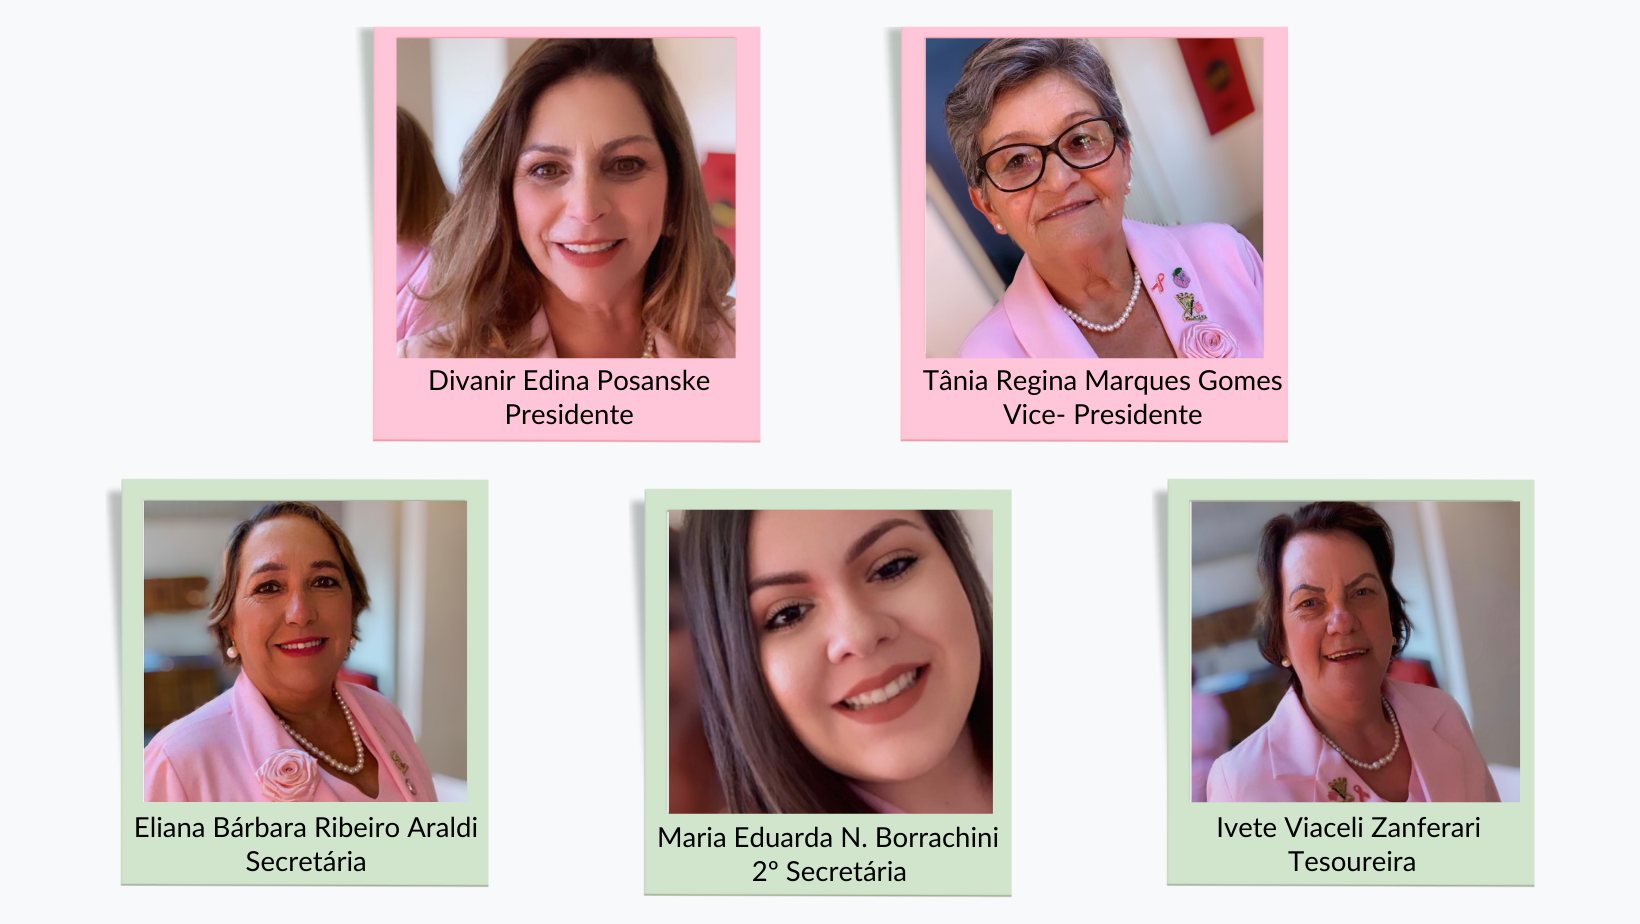 Divanir Edina Posanske
Presidente
Tânia Regina Marques Gomes
Vice- Presidente
Eliana Bárbara Ribeiro Araldi
Secretária
Maria Eduarda N. Borrachini
2º Secretária
Ivete Viaceli Zanferari
Tesoureira